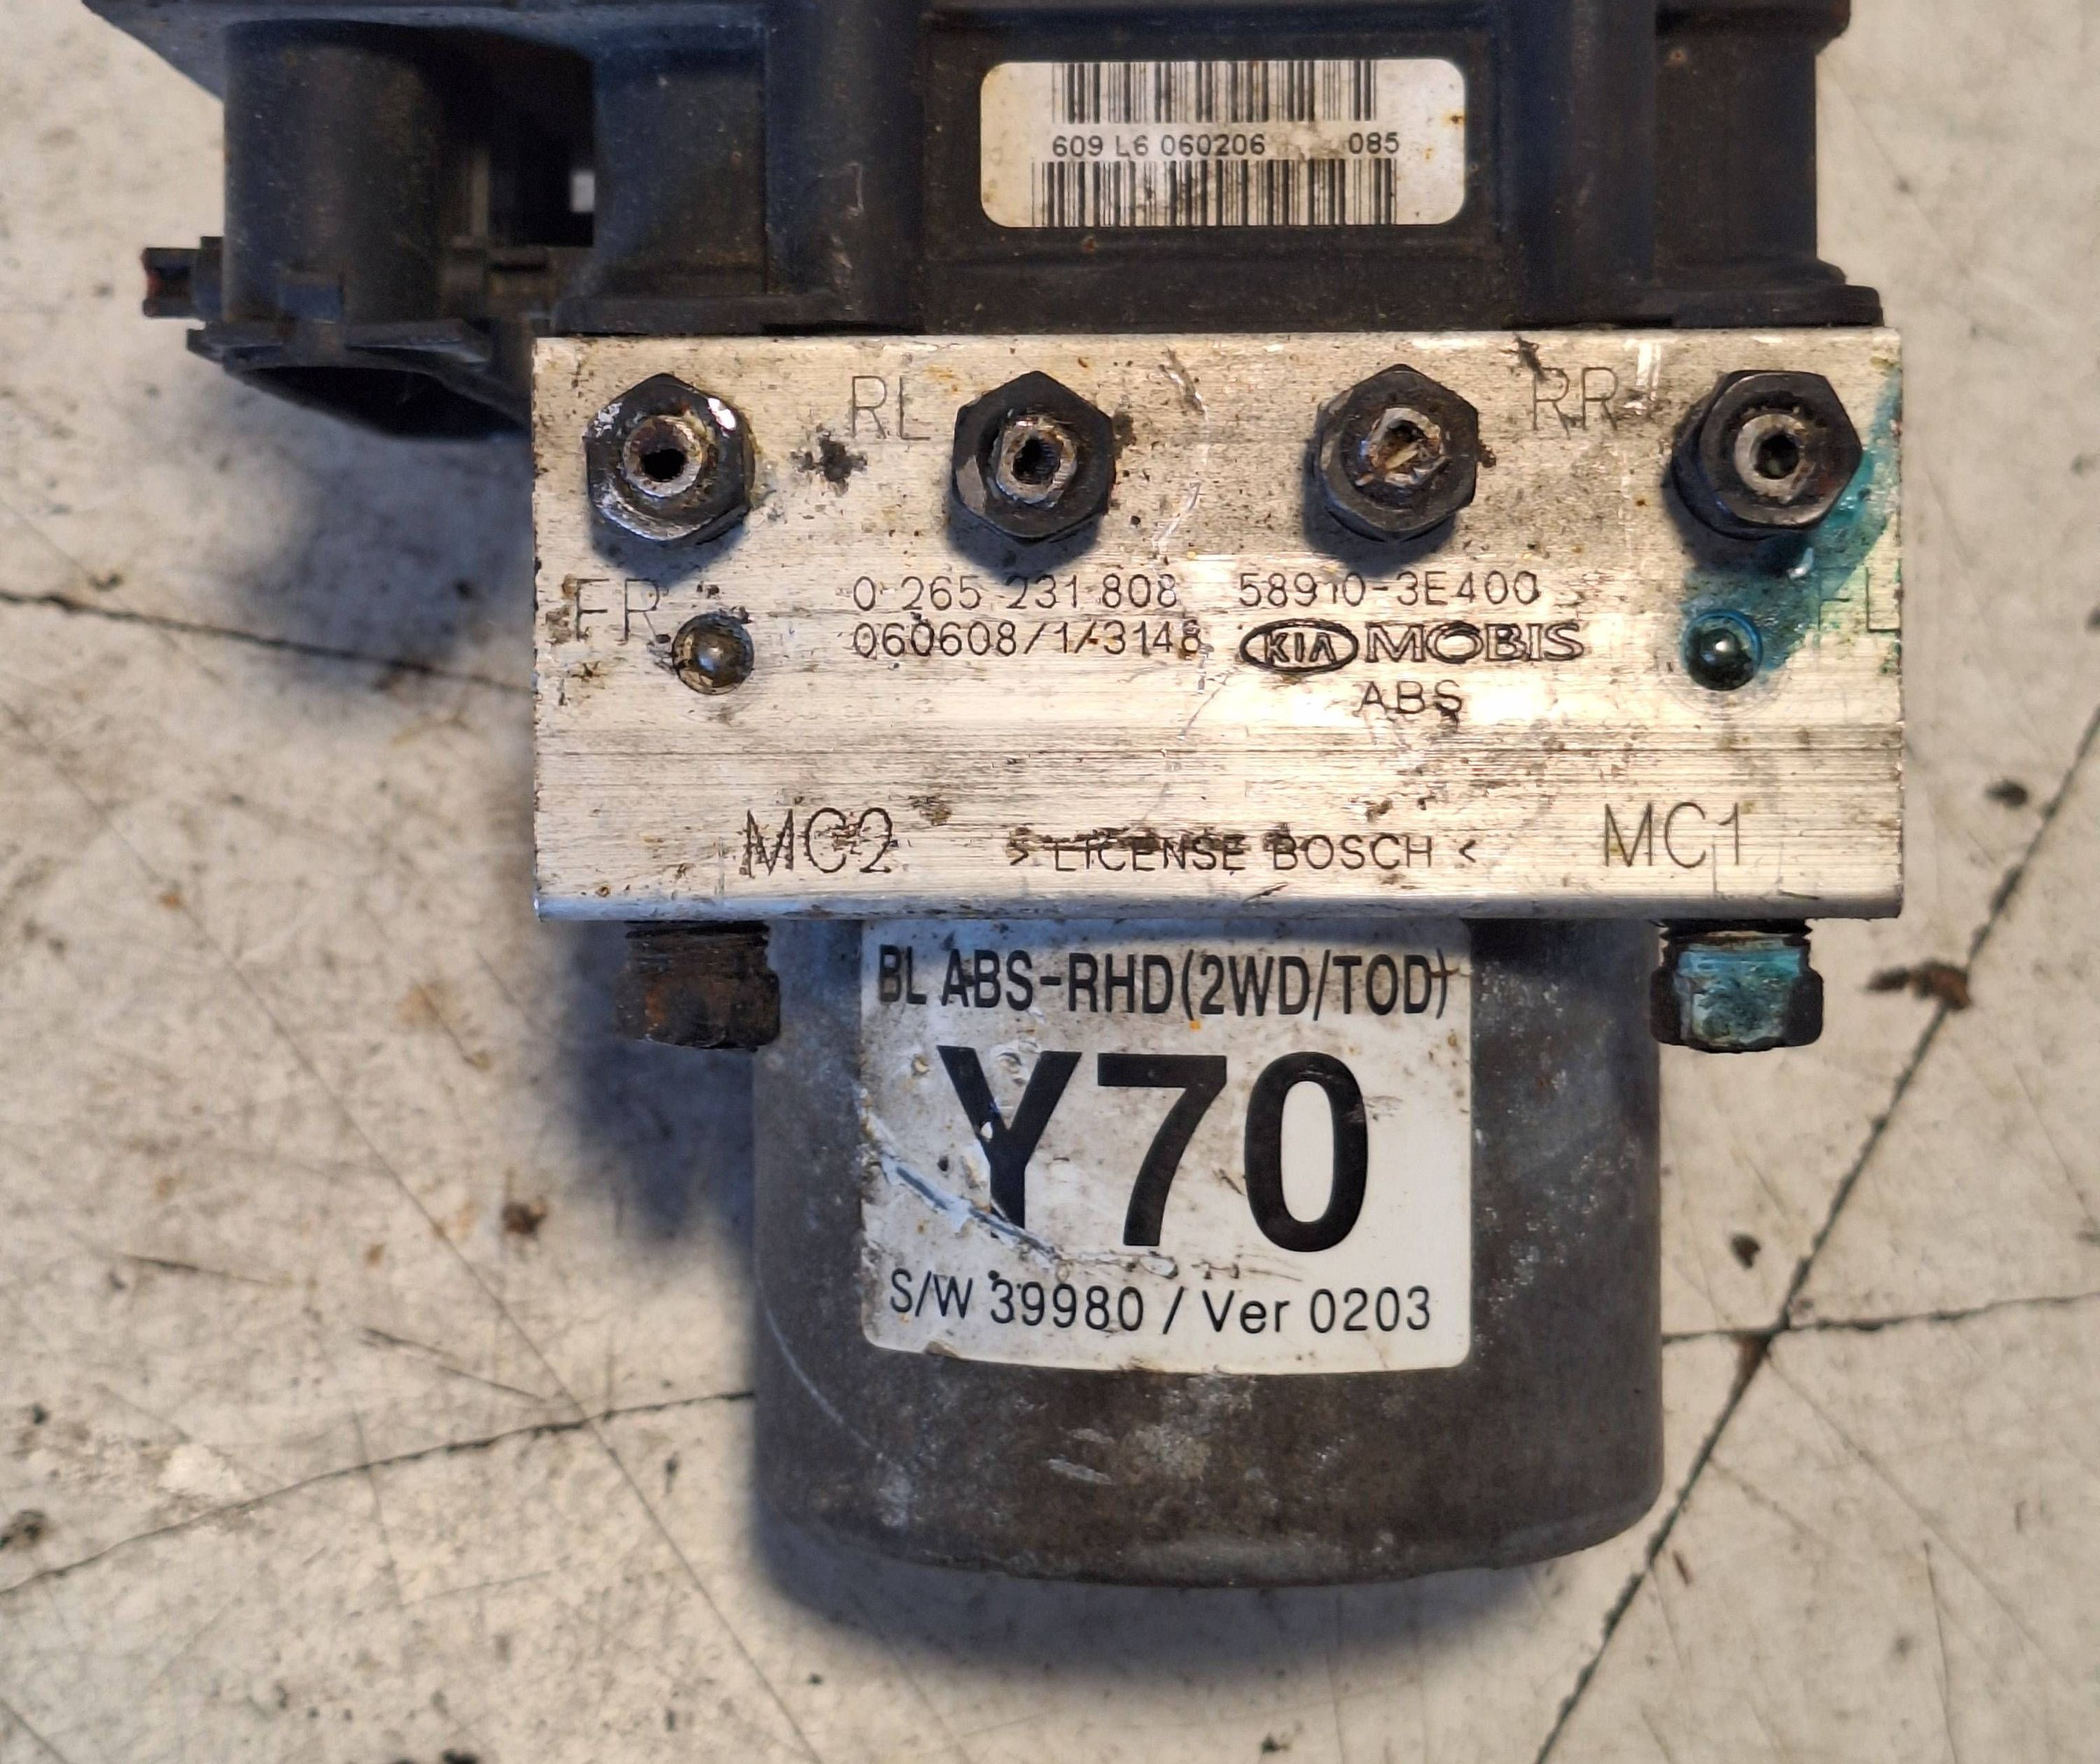 609 L6 060206 085
RL RR
FR FL
0 265 231 808 58910-3E400
060608/1/3148 KIA MOBIS
ABS
MC2 > LICENSE BOSCH < MC1
BL ABS-RHD(2WD/TOD)
Y70
S/W 39980 / Ver 0203